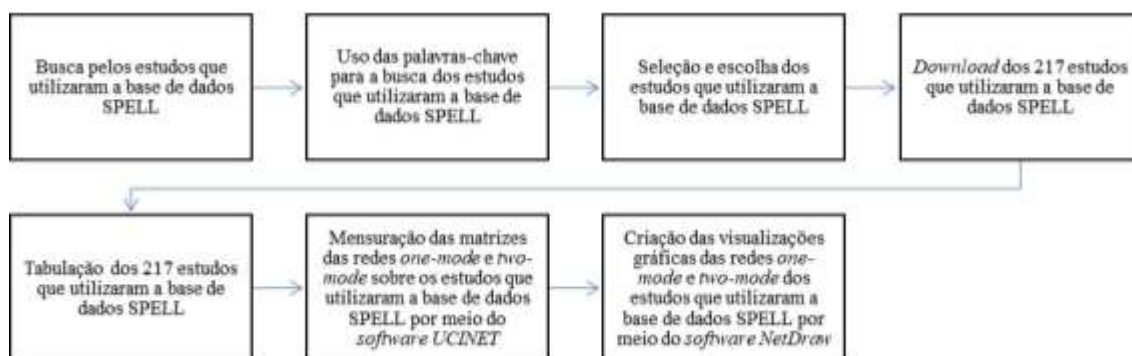 Busca pelos estudos que
utilizaram a base de dados
SPELL
Uso das palavras-chave
para a busca dos estudos
que utilizaram a base de
dados SPELL
Seleção e escolha dos
estudos que utilizaram a
base de dados SPELL
Download dos 217 estudos
que utilizaram a base de
dados SPELL
Tabulação dos 217 estudos
que utilizaram a base de
dados SPELL
Mensuração das matrizes
das redes one-mode e two-
mode sobre os estudos que
utilizaram a base de dados
SPELL por meio do
software UCINET
Criação das visualizações
gráficas das redes one-
mode e two-mode dos
estudos que utilizaram a
base de dados SPELL por
meio do software NetDraw